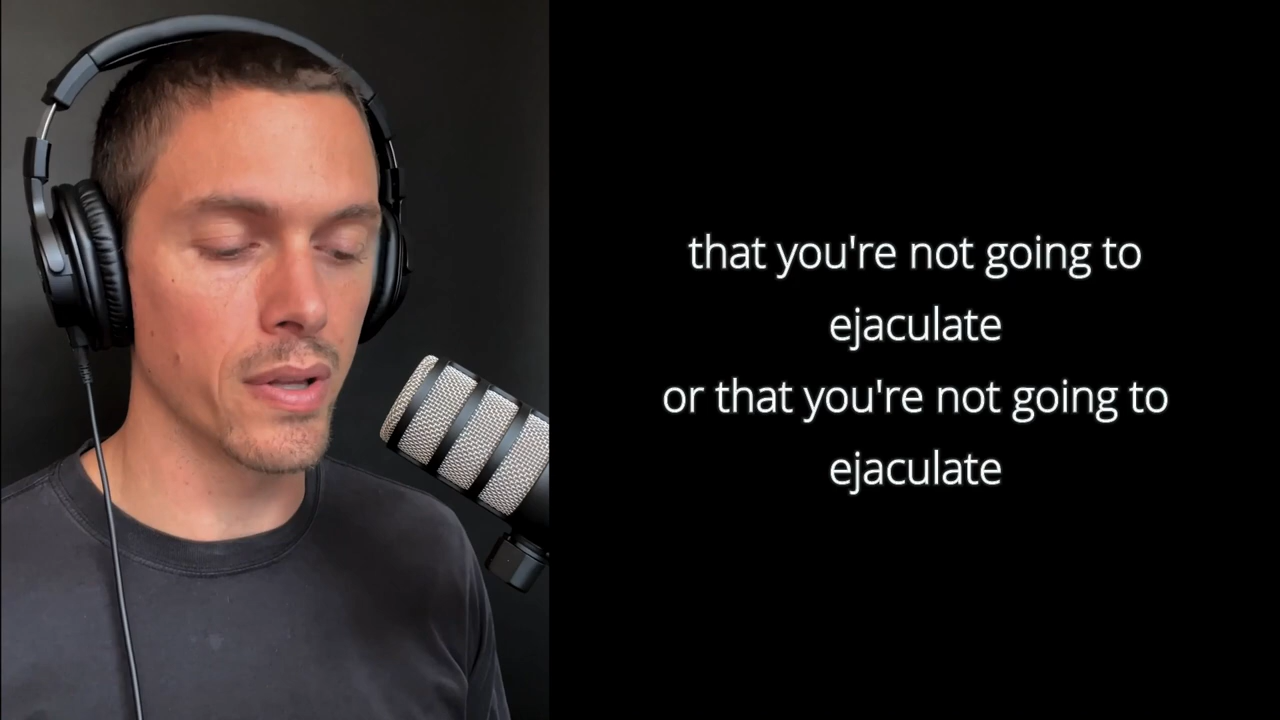 that you're not going to
ejaculate
or that you're not going to
ejaculate